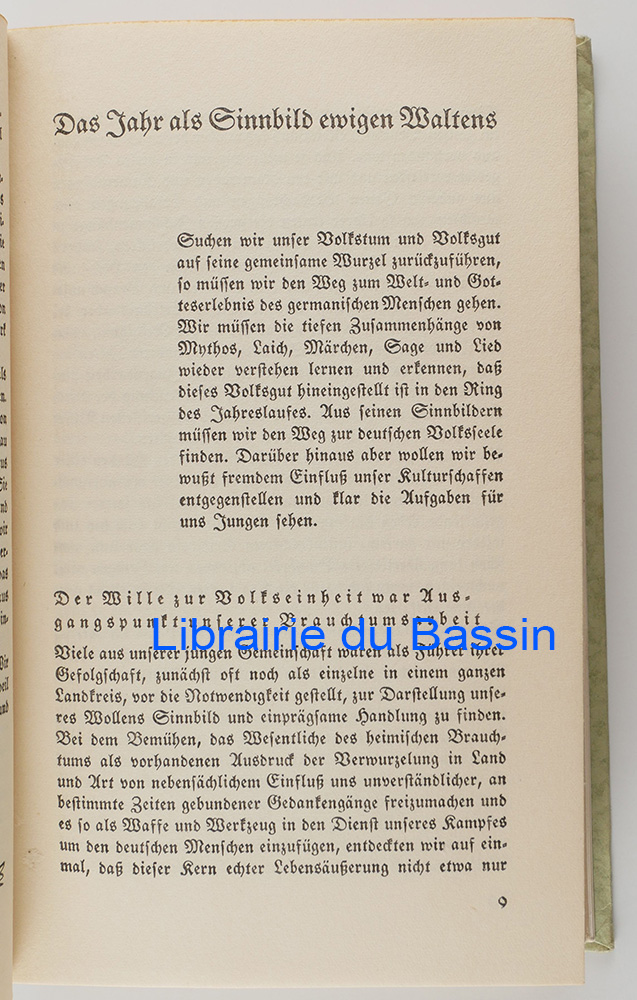 Das Jahr als Sinnbild ewigen Waltens
Suchen wir unser Volkstum und Volksgut
auf seine gemeinsame Wurzel zurückzuführen,
so müssen wir den Weg zum Welt- und Got-
teserlebnis des germanischen Menschen gehen.
Wir müssen die tiefen Zusammenhänge von
Mythos, Laich, Märchen, Sage und Lied
wieder verstehen lernen und erkennen, daß
dieses Volksgut hineingestellt ist in den Ring
des Jahreslaufes. Aus seinen Sinnbildern
müssen wir den Weg zur deutschen Volksseele
finden. Darüber hinaus aber wollen wir be-
wußt fremdem Einfluß unser Kulturschaffen
entgegenstellen und klar die Aufgaben für
uns Jungen sehen.
Der Wille zur Volkseinheit war Aus-
gangspunkt unserer Brauchtumsarbeit
Librairie du Bassin
Viele aus unserer jungen Gemeinschaft waren als Führer ihrer
Gefolgschaft, zunächst oft noch als einzelne in einem ganzen
Landkreis, vor die Notwendigkeit gestellt, zur Darstellung unse-
res Wollens Sinnbild und einprägsame Handlung zu finden.
Bei dem Bemühen, das Wesentliche des heimischen Brauch-
tums als vorhandenen Ausdruck der Verwurzelung in Land
und Art von nebensächlichem Einfluß uns unverständlicher, an
bestimmte Zeiten gebundener Gedankengänge freizumachen und
es so als Waffe und Werkzeug in den Dienst unseres Kampfes
um den deutschen Menschen einzufügen, entdeckten wir auf ein-
mal, daß dieser Kern echter Lebensäußerung nicht etwa nur
9